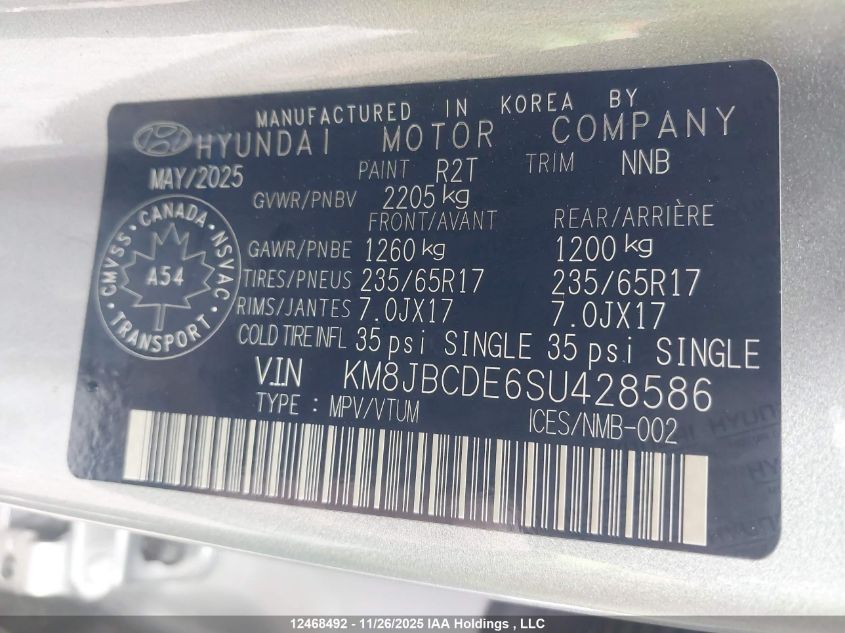 MANUFACTURED IN KOREA BY
HYUNDAI MOTOR COMPANY
MAY/2025 PAINT R2T TRIM NNB
GVWR/PNBV 2205 kg
FRONT/AVANT REAR/ARRIÈRE
GAWR/PNBE 1260 kg 1200 kg
TIRES/PNEUS 235/65R17 235/65R17
RIMS/JANTES 7.0JX17 7.0JX17
COLD TIRE INFL 35 psi SINGLE 35 psi SINGLE
VIN KM8JBCDE6SU428586
TYPE : MPV/VTUM ICES/NMB-002
CMVSS · CANADA · NSVAC · TRANSPORT ·
A54
12468492 - 11/26/2025 IAA Holdings, LLC